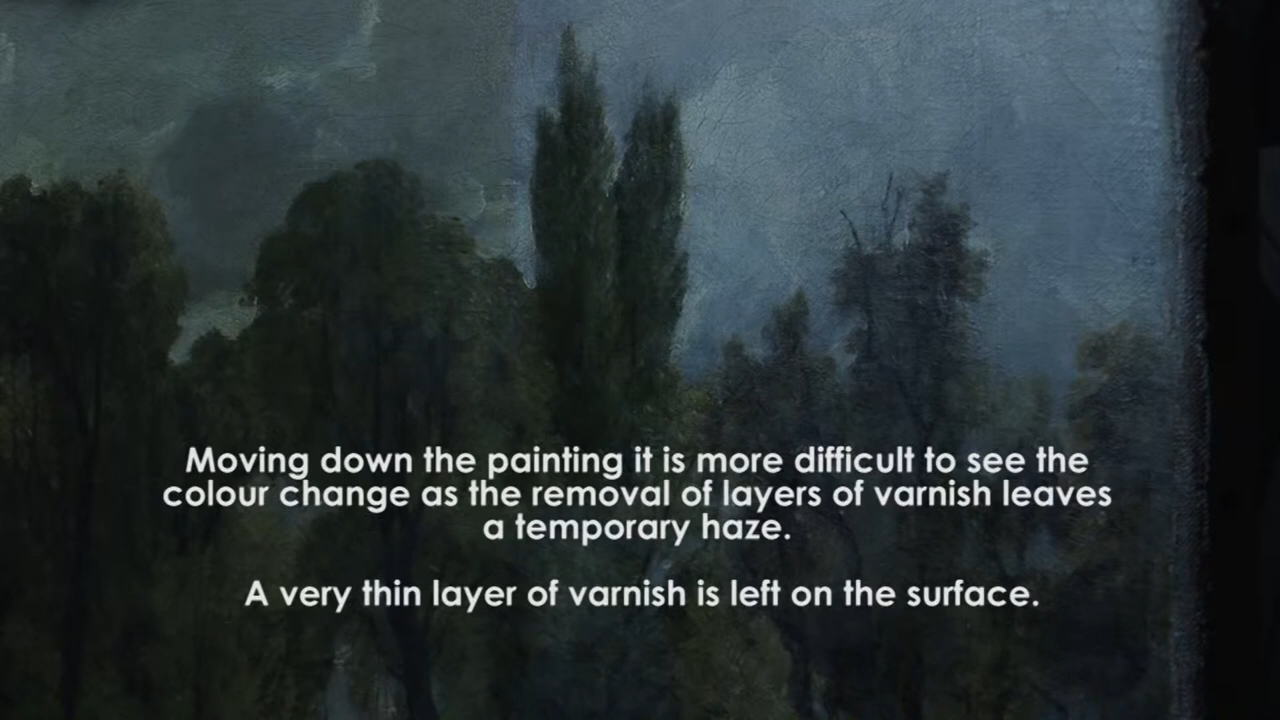 Moving down the painting it is more difficult to see the
colour change as the removal of layers of varnish leaves
a temporary haze.
A very thin layer of varnish is left on the surface.